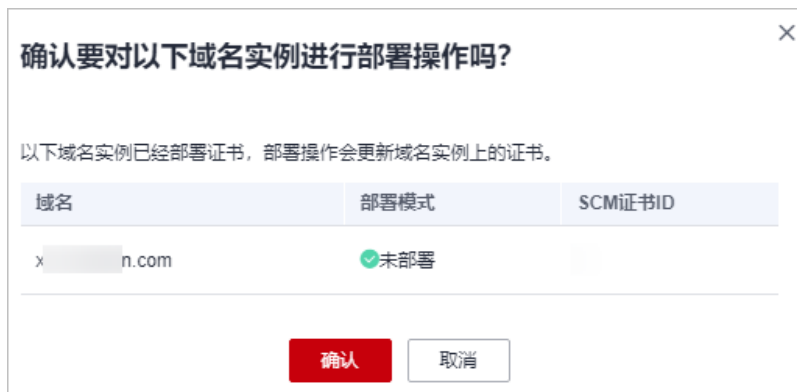 确认要对以下域名实例进行部署操作吗?
以下域名实例已经部署证书，部署操作会更新域名实例上的证书。
域名 部署模式 SCM证书ID
x n.com 未部署
确认 取消